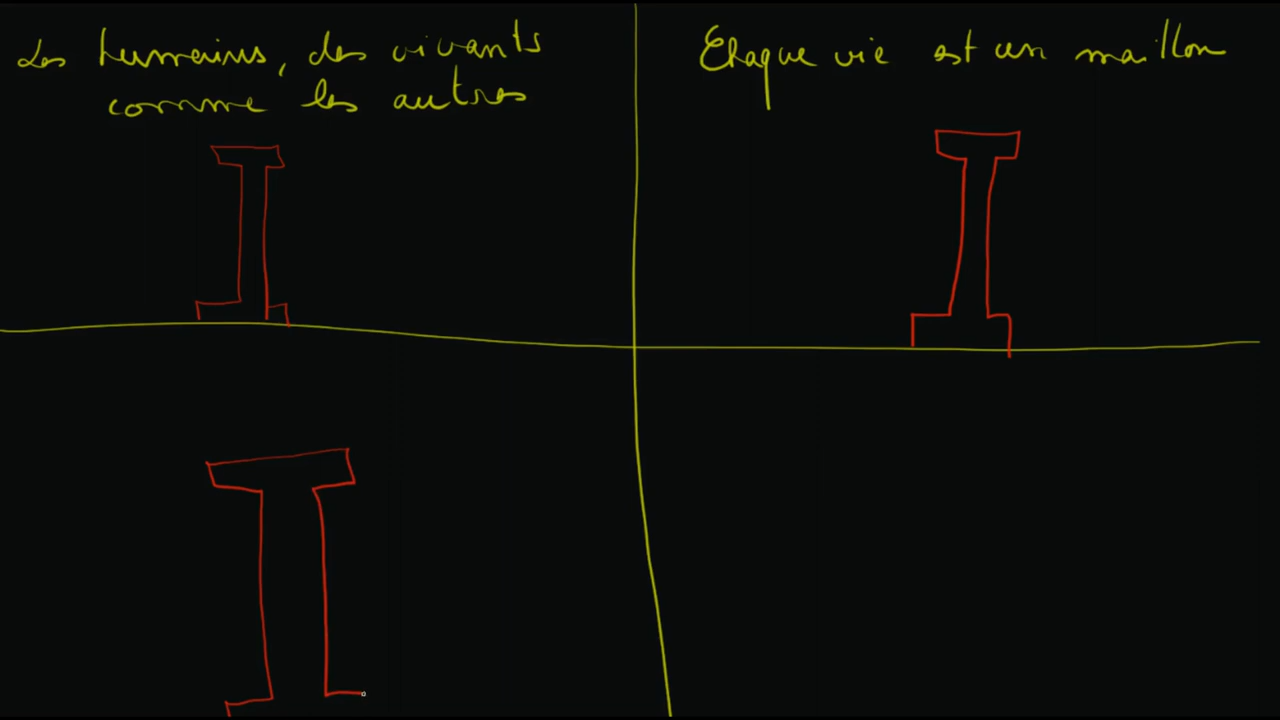 Les humains, des vivants
comme les autres
Chaque vie est un maillon